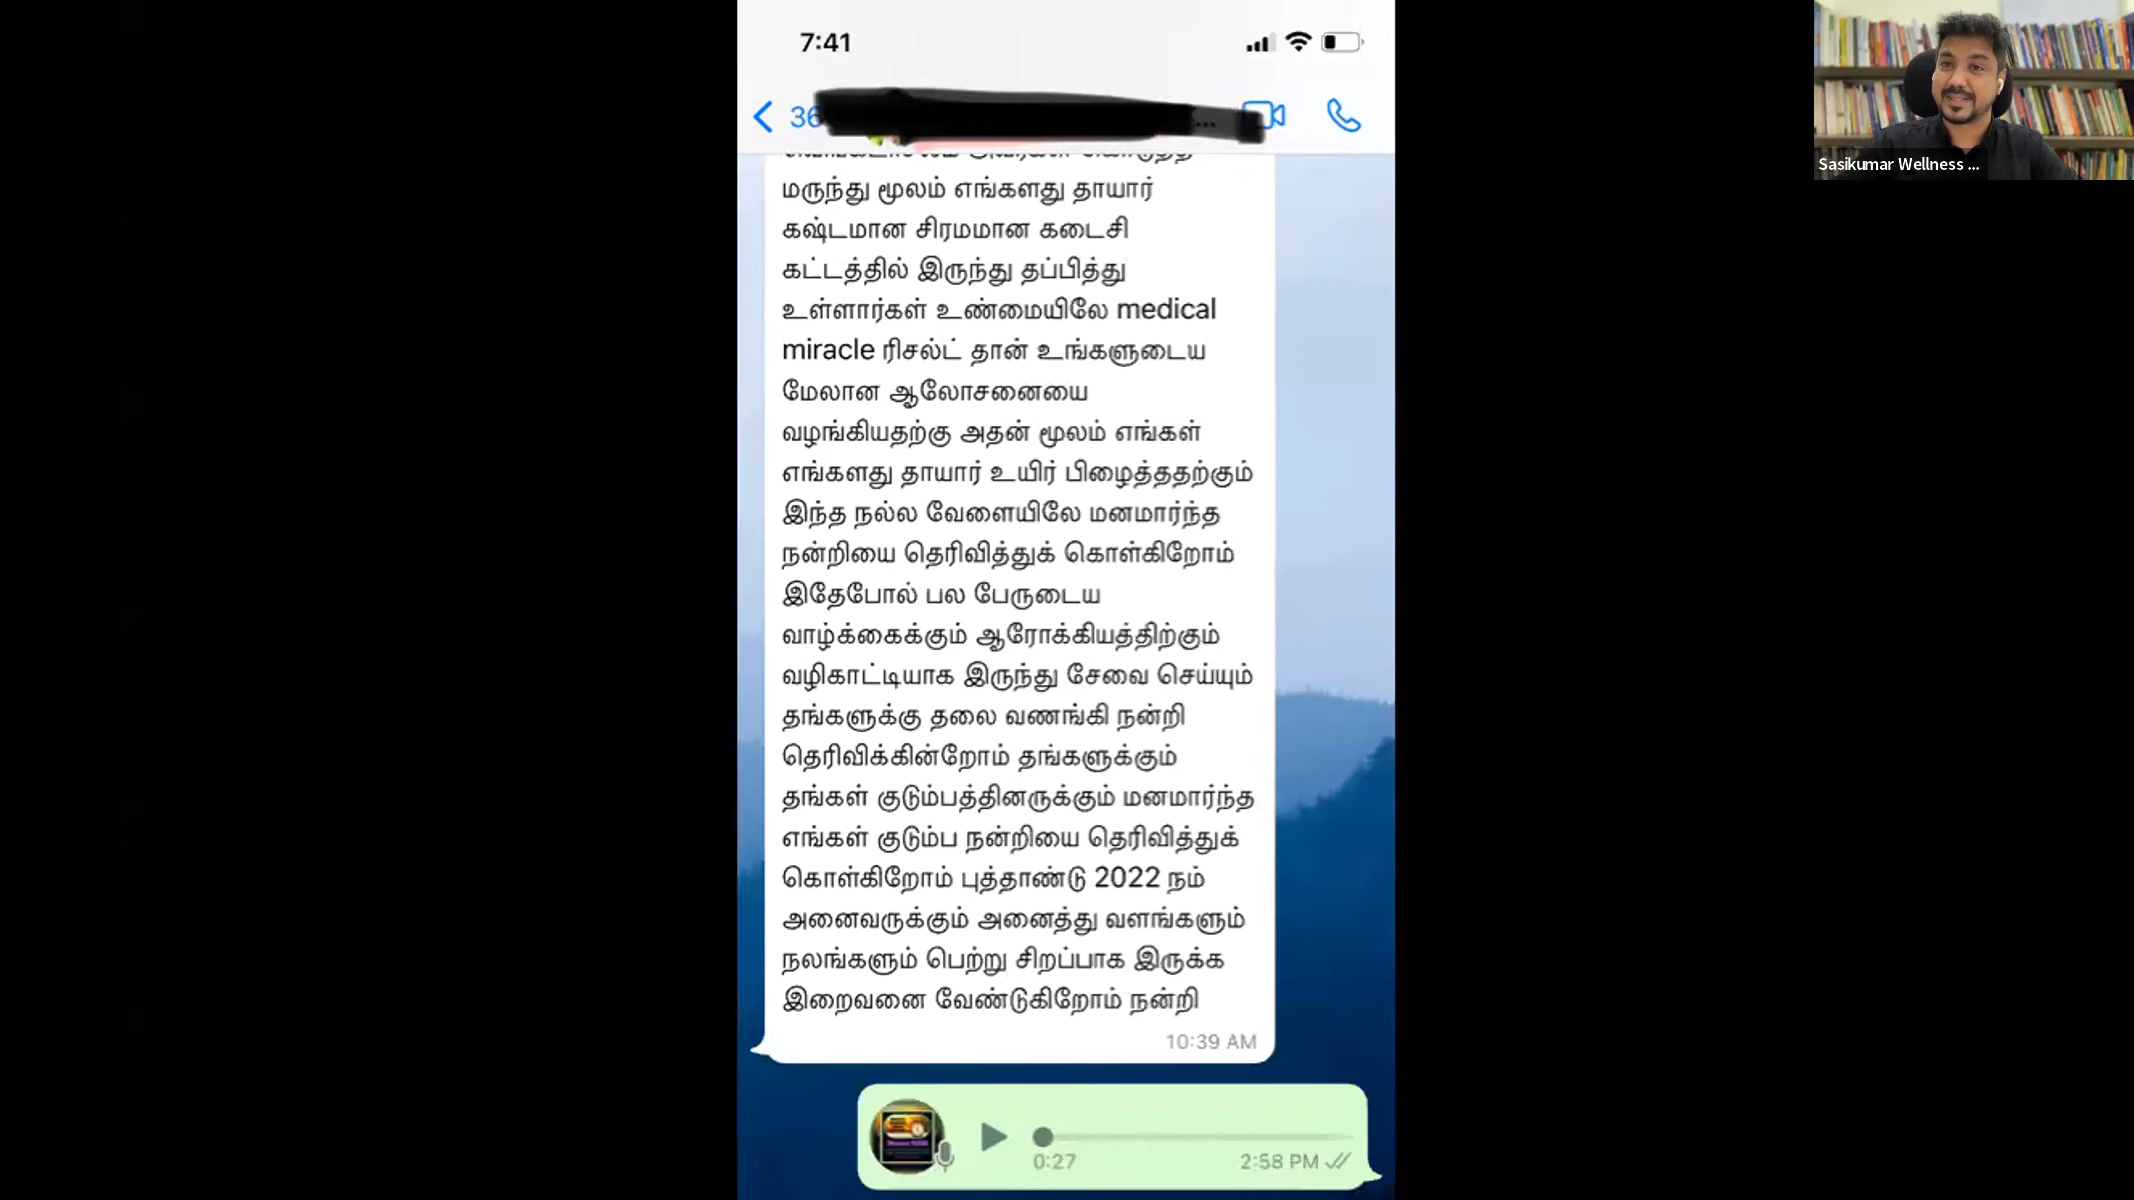 7:41
36
...
Sasikumar Wellness ...
மருந்து மூலம் எங்களது தாயார்
கஷ்டமான சிரமமான கடைசி
கட்டத்தில் இருந்து தப்பித்து
உள்ளார்கள் உண்மையிலே medical
miracle ரிசல்ட் தான் உங்களுடைய
மேலான ஆலோசனையை
வழங்கியதற்கு அதன் மூலம் எங்கள்
எங்களது தாயார் உயிர் பிழைத்ததற்கும்
இந்த நல்ல வேளையிலே மனமார்ந்த
நன்றியை தெரிவித்துக் கொள்கிறோம்
இதேபோல் பல பேருடைய
வாழ்க்கைக்கும் ஆரோக்கியத்திற்கும்
வழிகாட்டியாக இருந்து சேவை செய்யும்
தங்களுக்கு தலை வணங்கி நன்றி
தெரிவிக்கின்றோம் தங்களுக்கும்
தங்கள் குடும்பத்தினருக்கும் மனமார்ந்த
எங்கள் குடும்ப நன்றியை தெரிவித்துக்
கொள்கிறோம் புத்தாண்டு 2022 நம்
அனைவருக்கும் அனைத்து வளங்களும்
நலங்களும் பெற்று சிறப்பாக இருக்க
இறைவனை வேண்டுகிறோம் நன்றி
10:39 AM
0:27
2:58 PM